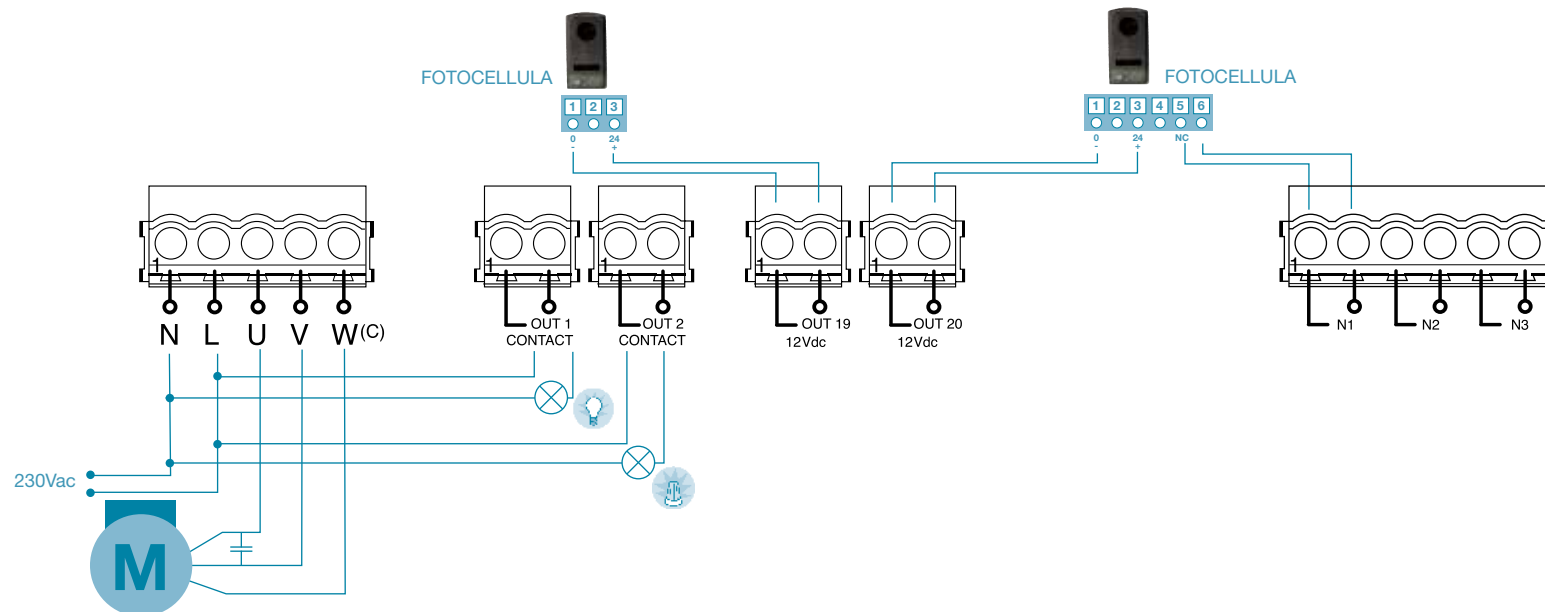 FOTOCELLULA
FOTOCELLULA
1 2 3
1 2 3 4 5 6
0 24
- +
0 24 NC
- +
1
1
1
1
1
1
N L U V W (C)
OUT 1
CONTACT
OUT 2
CONTACT
OUT 19
12Vdc
OUT 20
12Vdc
N1 N2 N3
230Vac
M